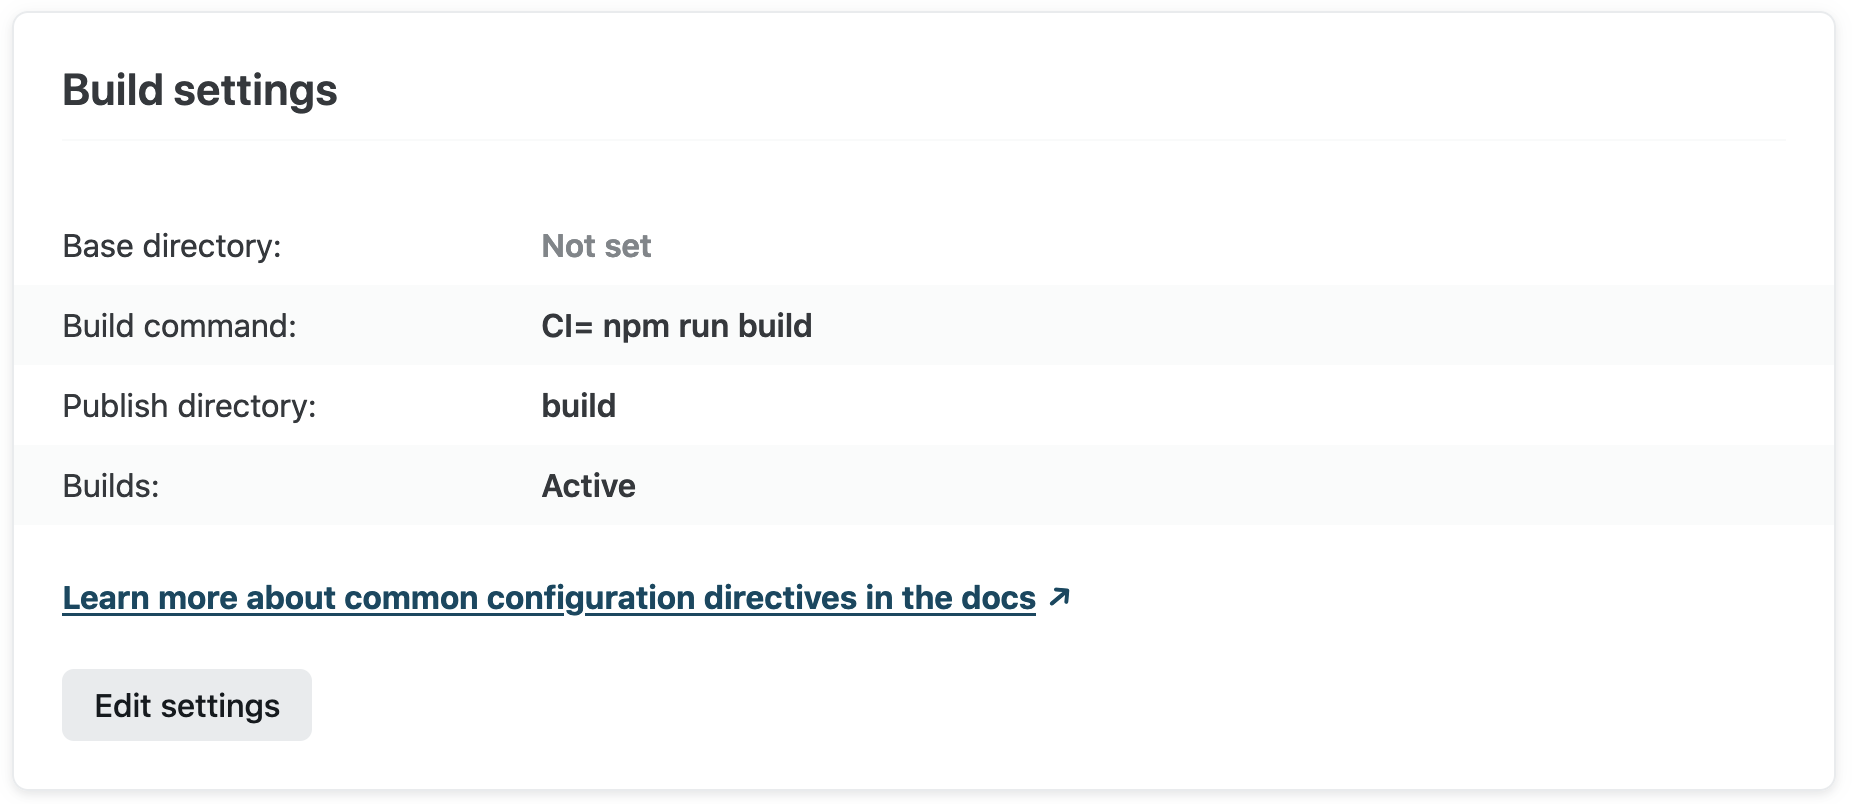 Build settings
Base directory: Not set
Build command: CI= npm run build
Publish directory: build
Builds: Active
Learn more about common configuration directives in the docs ↗
Edit settings